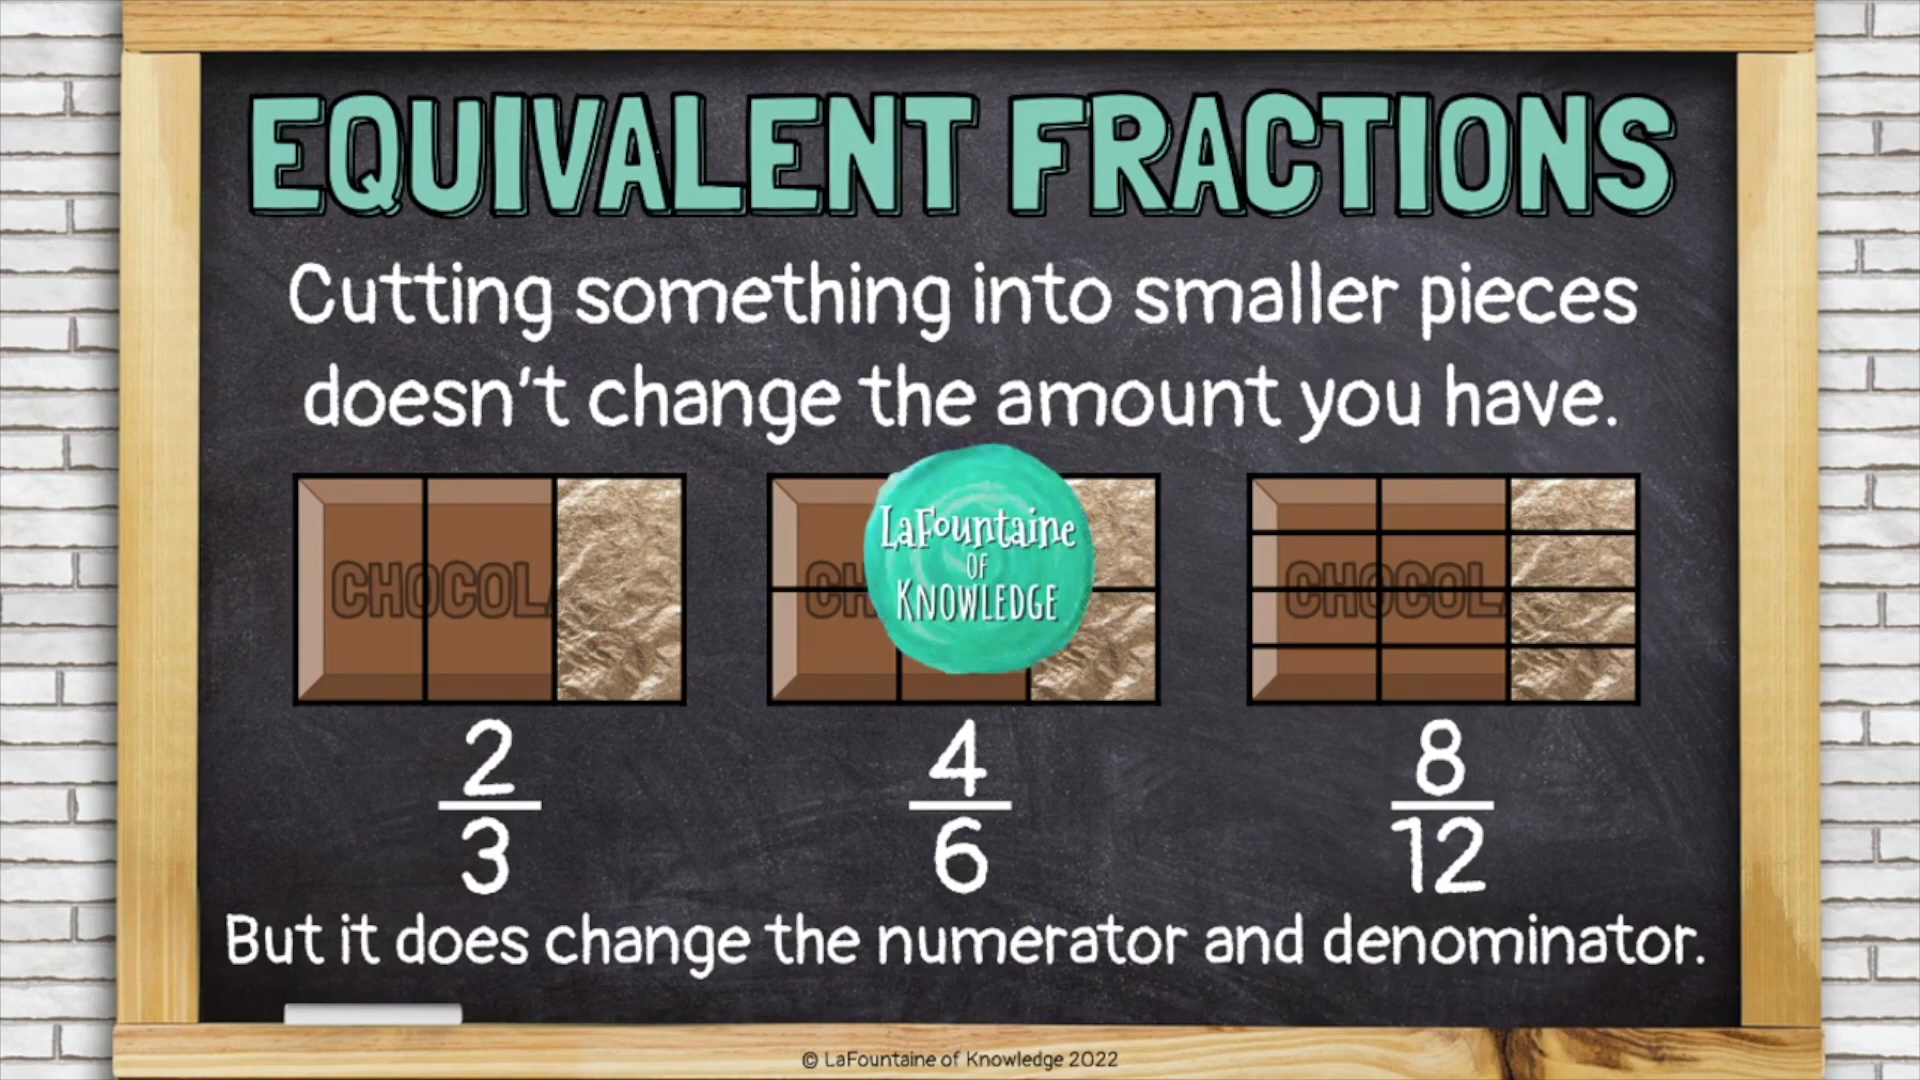 EQUIVALENT FRACTIONS
Cutting something into smaller pieces
doesn't change the amount you have.
CHOCOL
CH
LaFountaine
OF
KNOWLEDGE
CHOCOL
2
3
4
6
8
12
But it does change the numerator and denominator.
© LaFountaine of Knowledge 2022